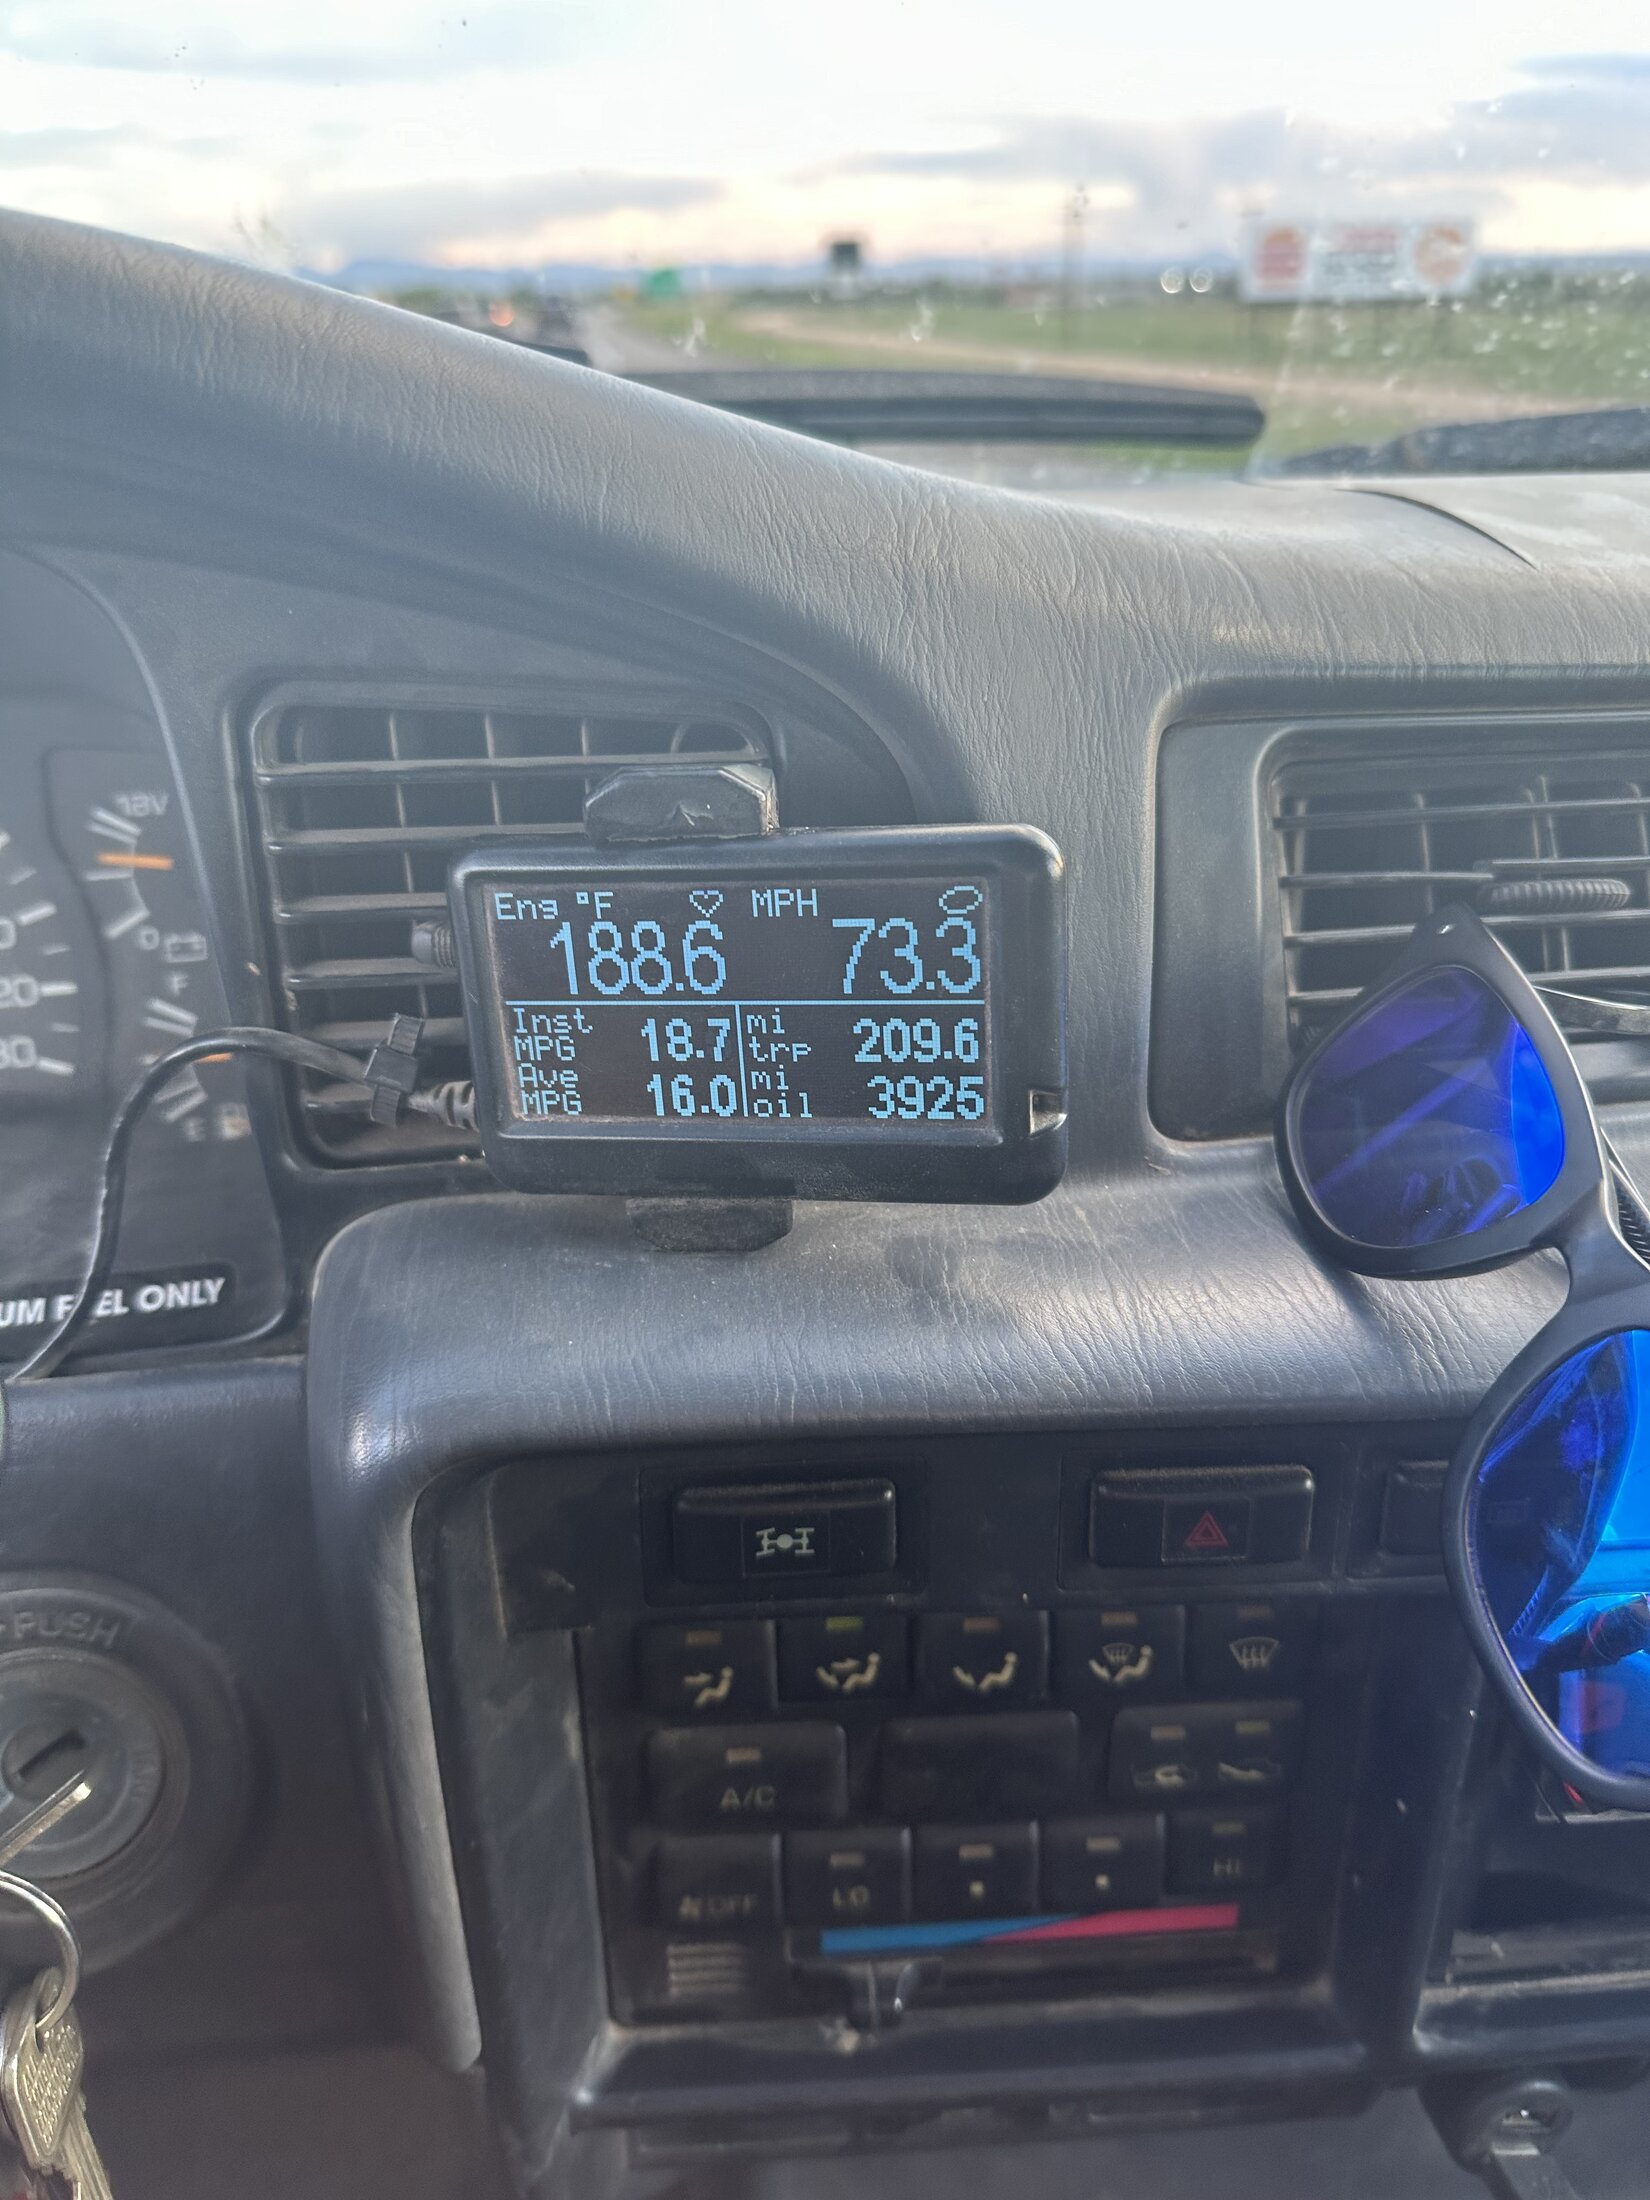 18V
Eng °F MPH
188.6 73.3
Inst MPG 18.7 mi trp 209.6
Ave MPG 16.0 mi oil 3925
F
FUEL ONLY
PUSH
A/C
OFF LO HI